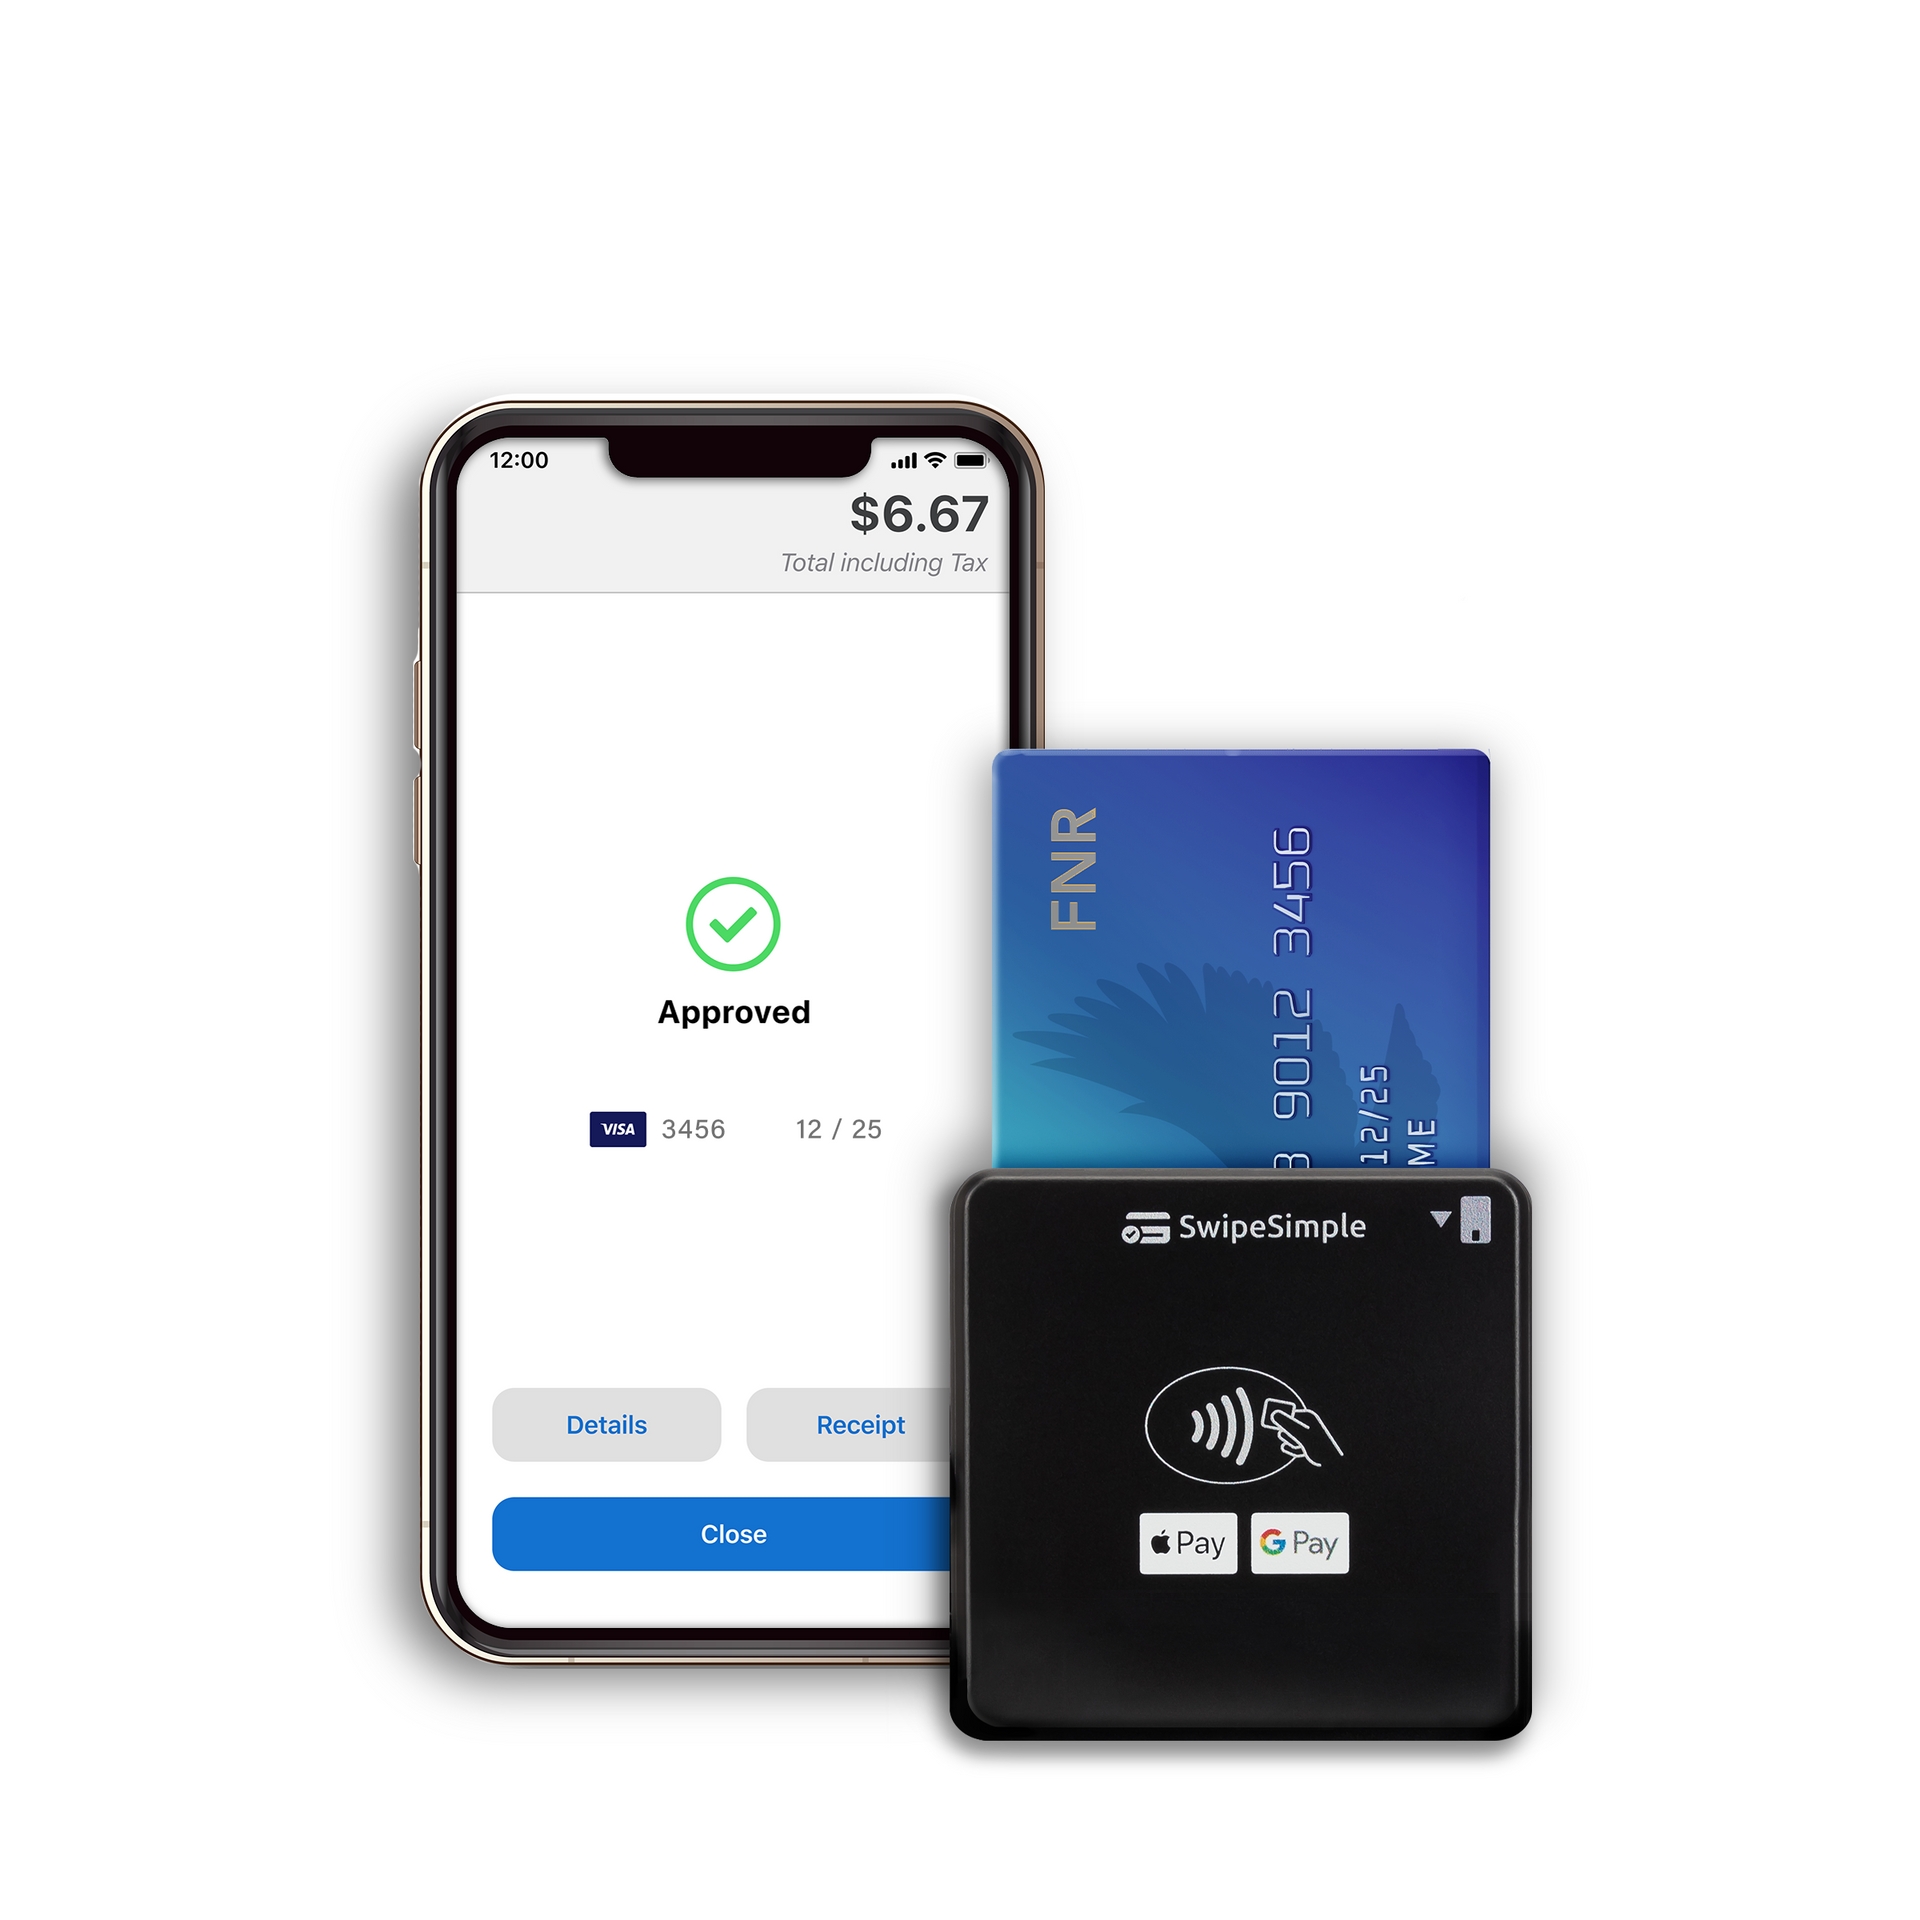 12:00
$6.67
Total including Tax
Approved
VISA 3456 12 / 25
Details Receipt
Close
FNR
9012 3456
12/25
SwipeSimple
Pay G Pay